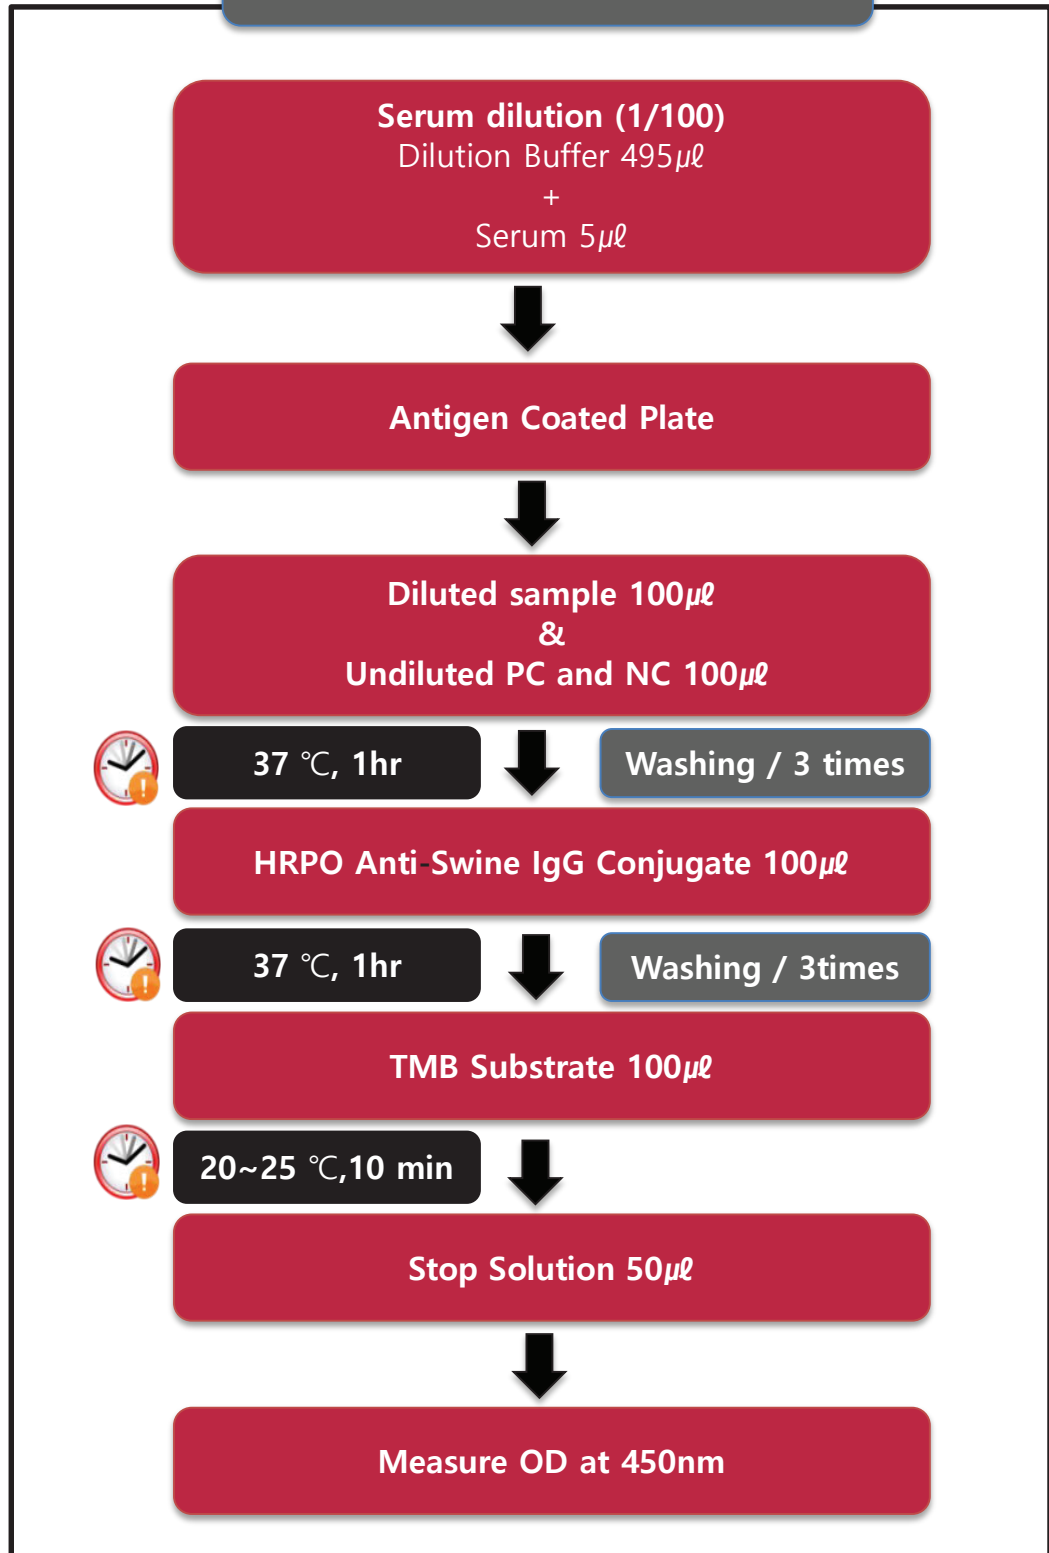 Serum dilution (1/100)
Dilution Buffer 495㎕
+
Serum 5㎕
Antigen Coated Plate
Diluted sample 100㎕
&
Undiluted PC and NC 100㎕
37 ℃, 1hr
Washing / 3 times
HRPO Anti-Swine IgG Conjugate 100㎕
37 ℃, 1hr
Washing / 3times
TMB Substrate 100㎕
20~25 ℃,10 min
Stop Solution 50㎕
Measure OD at 450nm